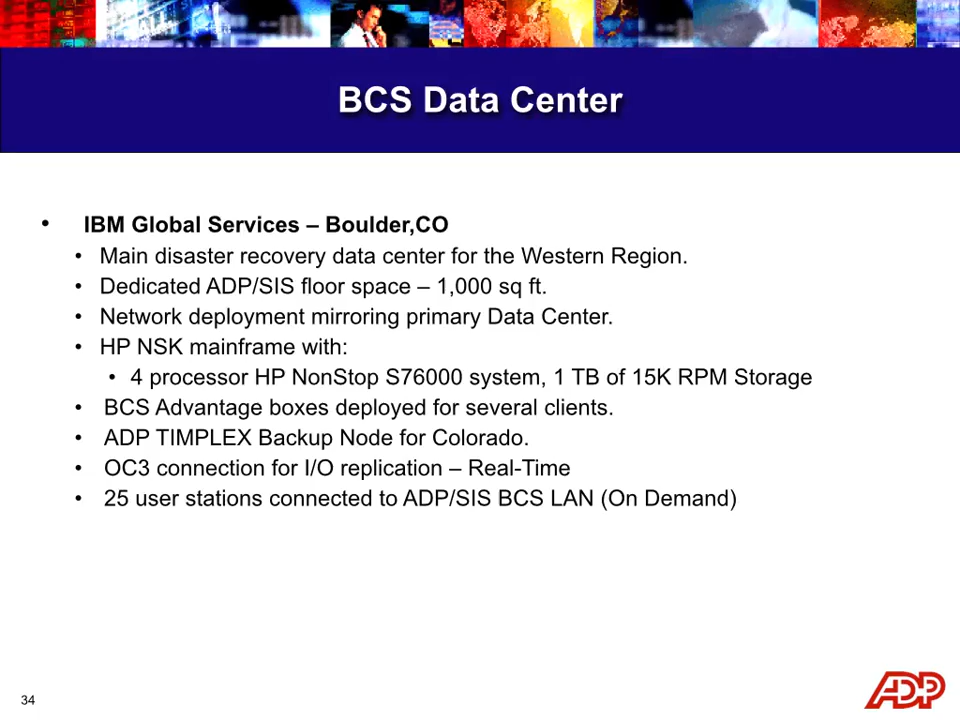 BCS Data Center
• IBM Global Services – Boulder,CO
• Main disaster recovery data center for the Western Region.
• Dedicated ADP/SIS floor space – 1,000 sq ft.
• Network deployment mirroring primary Data Center.
• HP NSK mainframe with:
• 4 processor HP NonStop S76000 system, 1 TB of 15K RPM Storage
• BCS Advantage boxes deployed for several clients.
• ADP TIMPLEX Backup Node for Colorado.
• OC3 connection for I/O replication – Real-Time
• 25 user stations connected to ADP/SIS BCS LAN (On Demand)
34
ADP